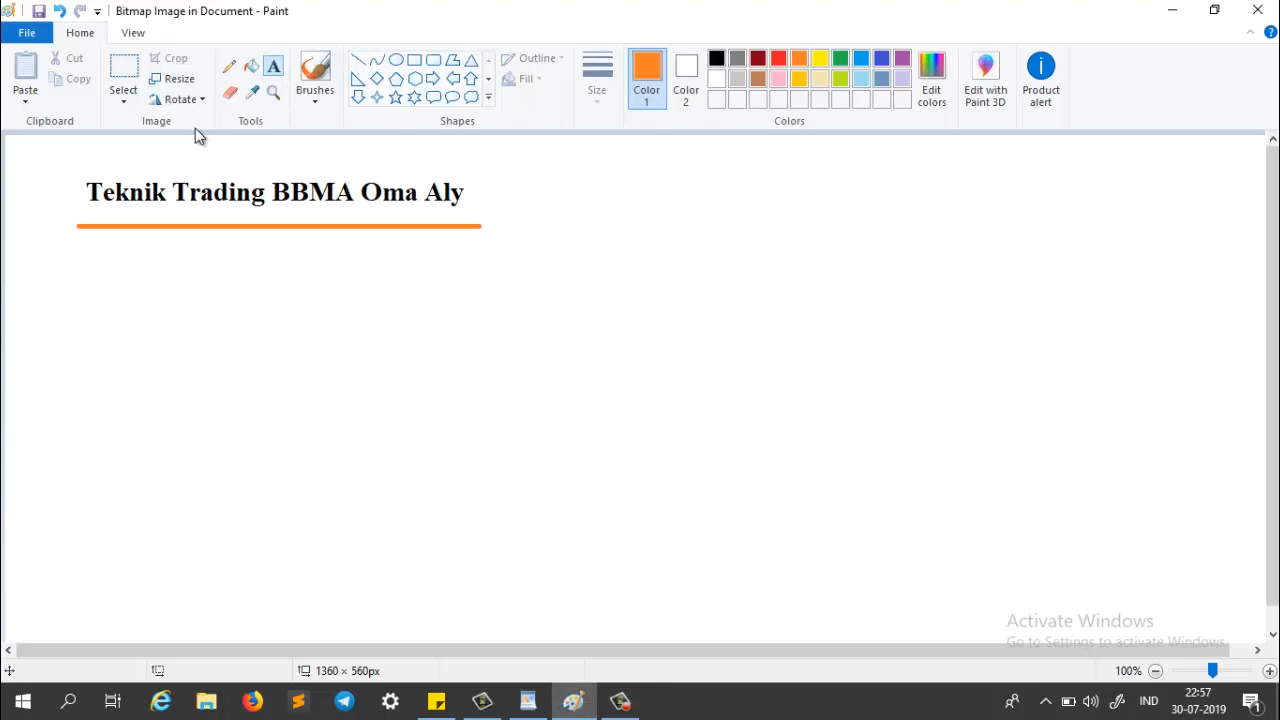 Bitmap Image in Document - Paint
File
Home
View
Paste
Cut
Copy
Clipboard
Select
Crop
Resize
Rotate
Image
A
Tools
Brushes
Shapes
Outline
Fill
Size
Color 1
Color 2
Colors
Edit colors
Edit with Paint 3D
Product alert
Teknik Trading BBMA Oma Aly
Activate Windows
Go to Settings to activate Windows.
1360 × 560px
100%
IND
22:57
30-07-2019